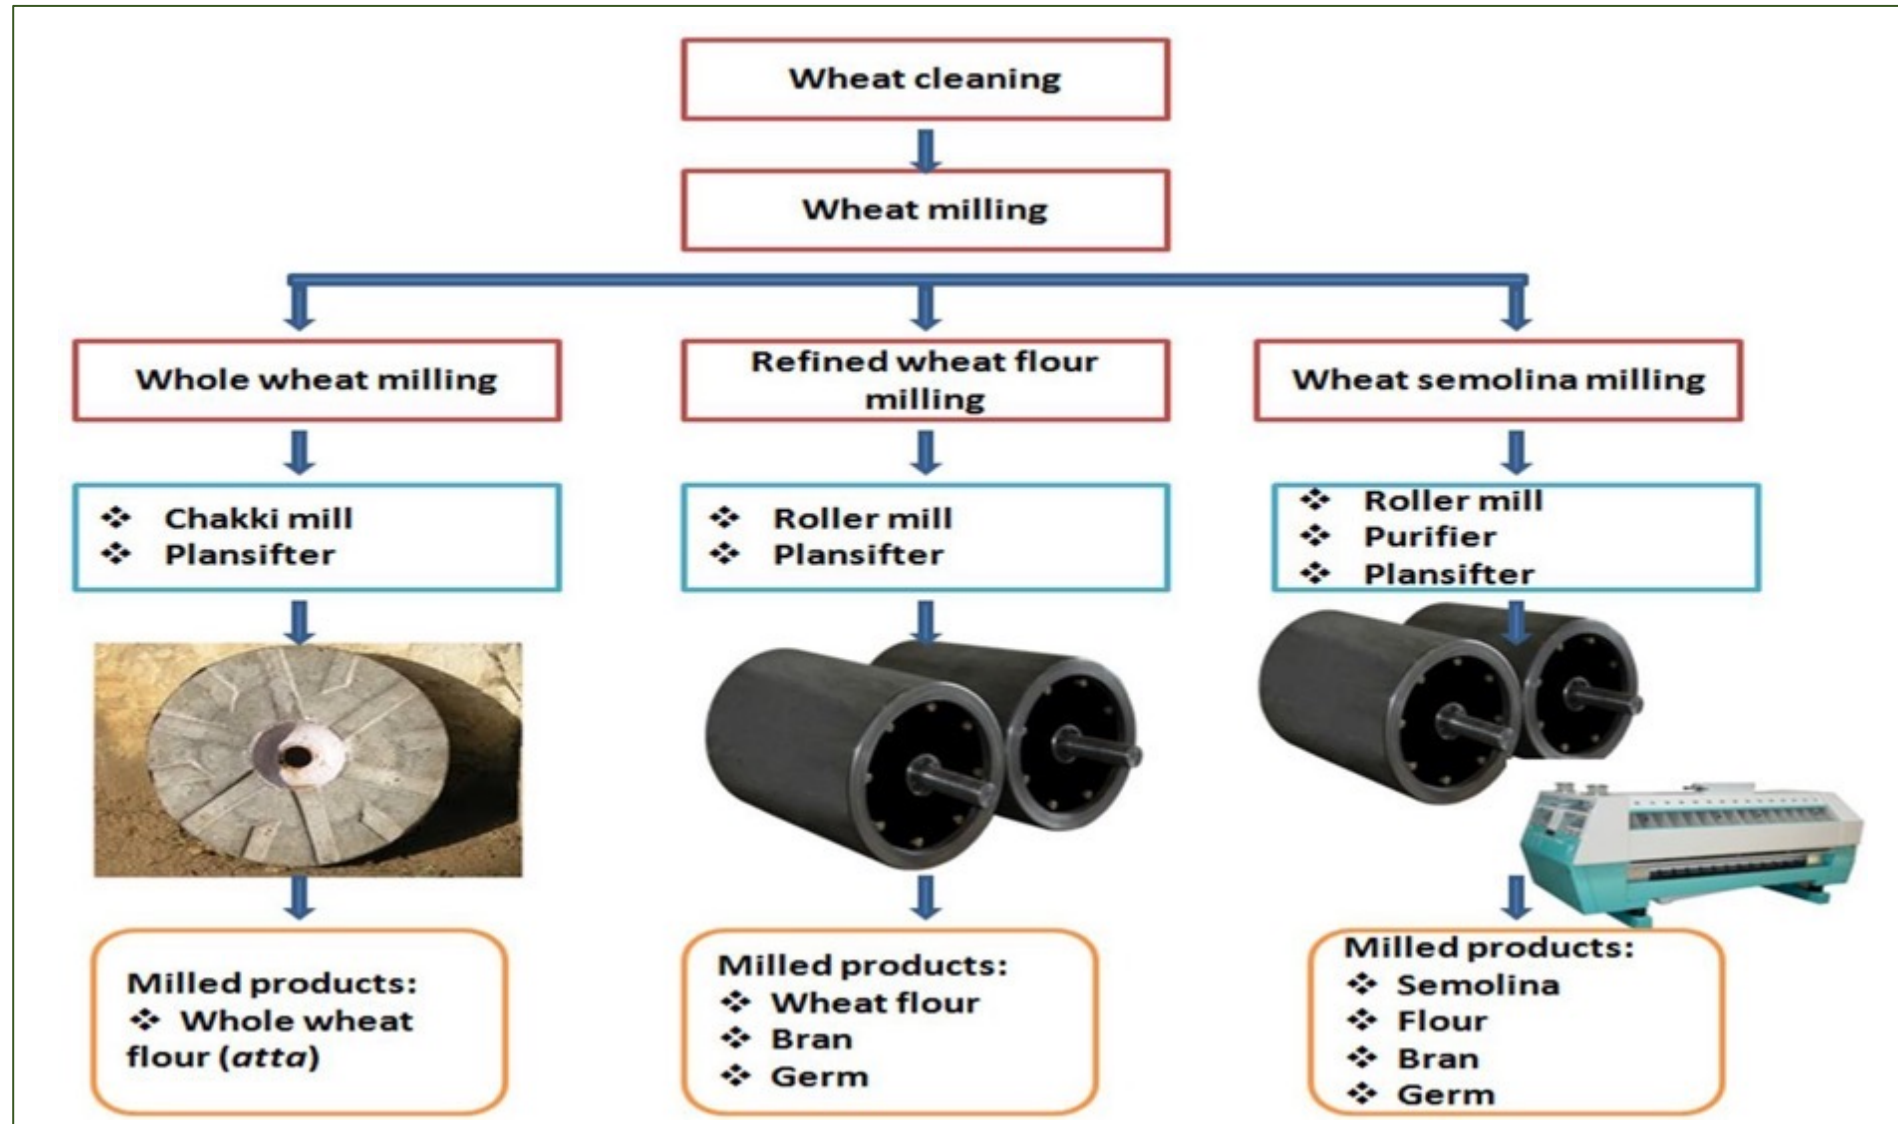 Wheat cleaning
Wheat milling
Whole wheat milling
Refined wheat flour
milling
Wheat semolina milling
❖ Chakki mill
❖ Plansifter
❖ Roller mill
❖ Plansifter
❖ Roller mill
❖ Purifier
❖ Plansifter
Milled products:
❖ Whole wheat
flour (atta)
Milled products:
❖ Wheat flour
❖ Bran
❖ Germ
Milled products:
❖ Semolina
❖ Flour
❖ Bran
❖ Germ